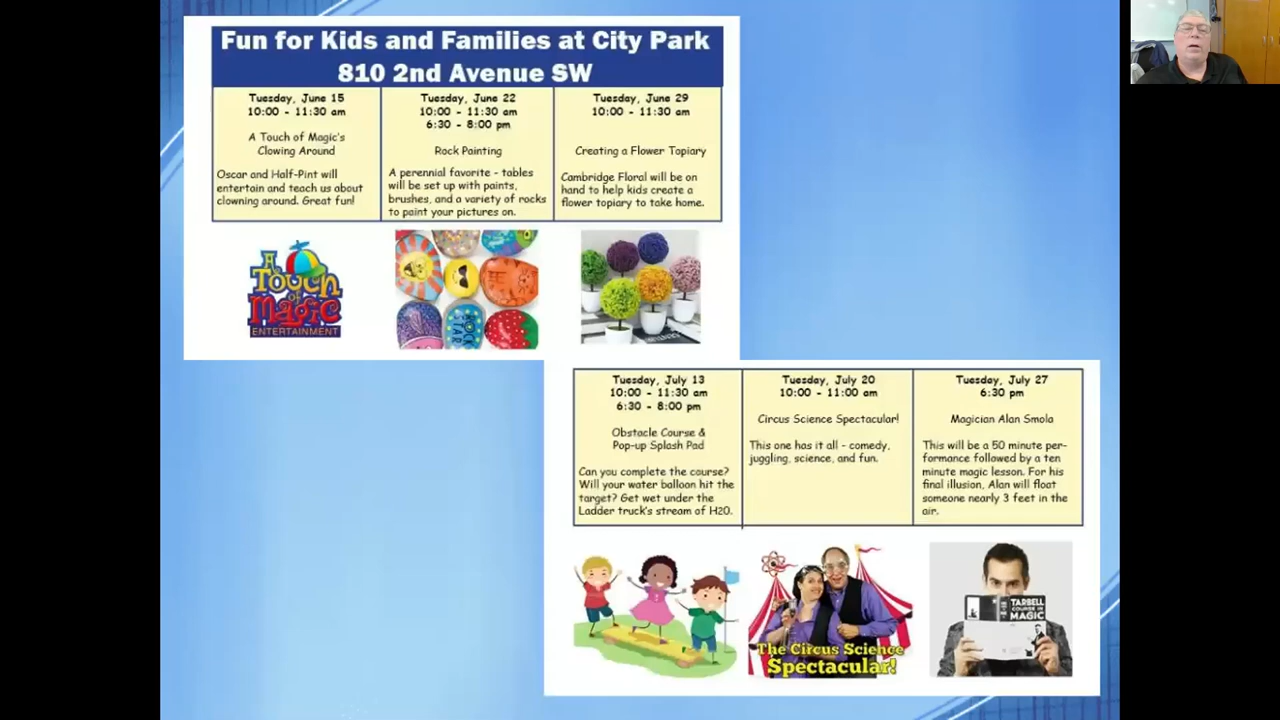 Fun for Kids and Families at City Park
810 2nd Avenue SW
Tuesday, June 15
10:00 - 11:30 am
A Touch of Magic's
Clowing Around
Oscar and Half-Pint will
entertain and teach us about
clowning around. Great fun!
Tuesday, June 22
10:00 - 11:30 am
6:30 - 8:00 pm
Rock Painting
A perennial favorite - tables
will be set up with paints,
brushes, and a variety of rocks
to paint your pictures on.
Tuesday, June 29
10:00 - 11:30 am
Creating a Flower Topiary
Cambridge Floral will be on
hand to help kids create a
flower topiary to take home.
A
Touch
of
Magic
ENTERTAINMENT
ROCK
STAR
Tuesday, July 13
10:00 - 11:30 am
6:30 - 8:00 pm
Obstacle Course &
Pop-up Splash Pad
Can you complete the course?
Will your water balloon hit the
target? Get wet under the
Ladder truck's stream of H20.
Tuesday, July 20
10:00 - 11:00 am
Circus Science Spectacular!
This one has it all - comedy,
juggling, science, and fun.
Tuesday, July 27
6:30 pm
Magician Alan Smola
This will be a 50 minute per-
formance followed by a ten
minute magic lesson. For his
final illusion, Alan will float
someone nearly 3 feet in the
air.
The Circus Science
Spectacular!
TARBELL
COURSE IN
MAGIC